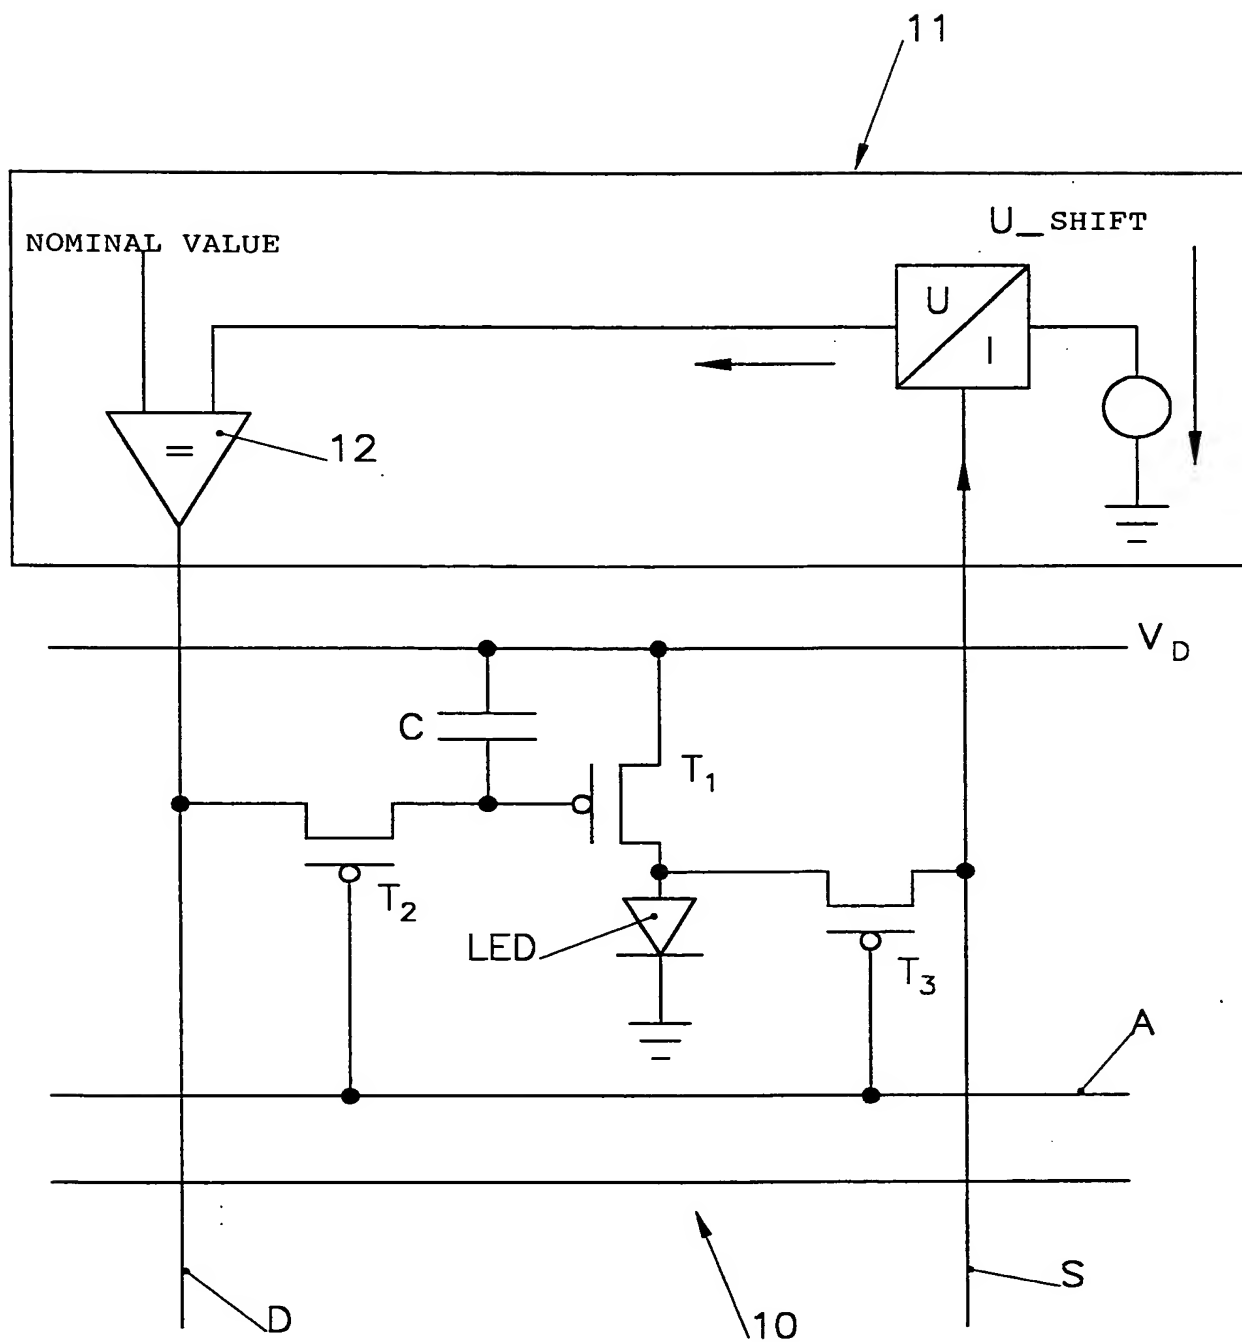 11
U_SHIFT
NOMINAL VALUE
U
I
=
12
V_D
C
T_1
T_2
LED
T_3
A
S
D
10